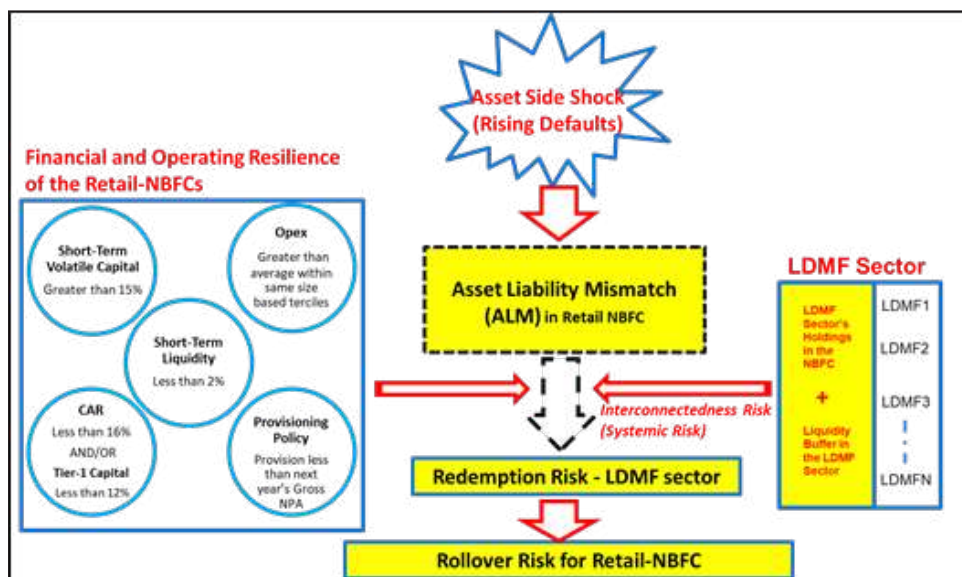 Asset Side Shock
(Rising Defaults)
Financial and Operating Resilience
of the Retail-NBFCs
Short-Term
Volatile Capital
Greater than 15%
Opex
Greater than
average within
same size
based terciles
Short-Term
Liquidity
Less than 2%
CAR
Less than 16%
AND/OR
Tier-1 Capital
Less than 12%
Provisioning
Policy
Provision less
than next
year's Gross
NPA
Asset Liability Mismatch
(ALM) in Retail NBFC
Interconnectedness Risk
(Systemic Risk)
Redemption Risk - LDMF sector
Rollover Risk for Retail-NBFC
LDMF Sector
LDMF
Sector's
Holdings
in the
NBFC
+
Liquidity
Buffer in
the LDMF
Sector
LDMF1
LDMF2
LDMF3
LDMFN